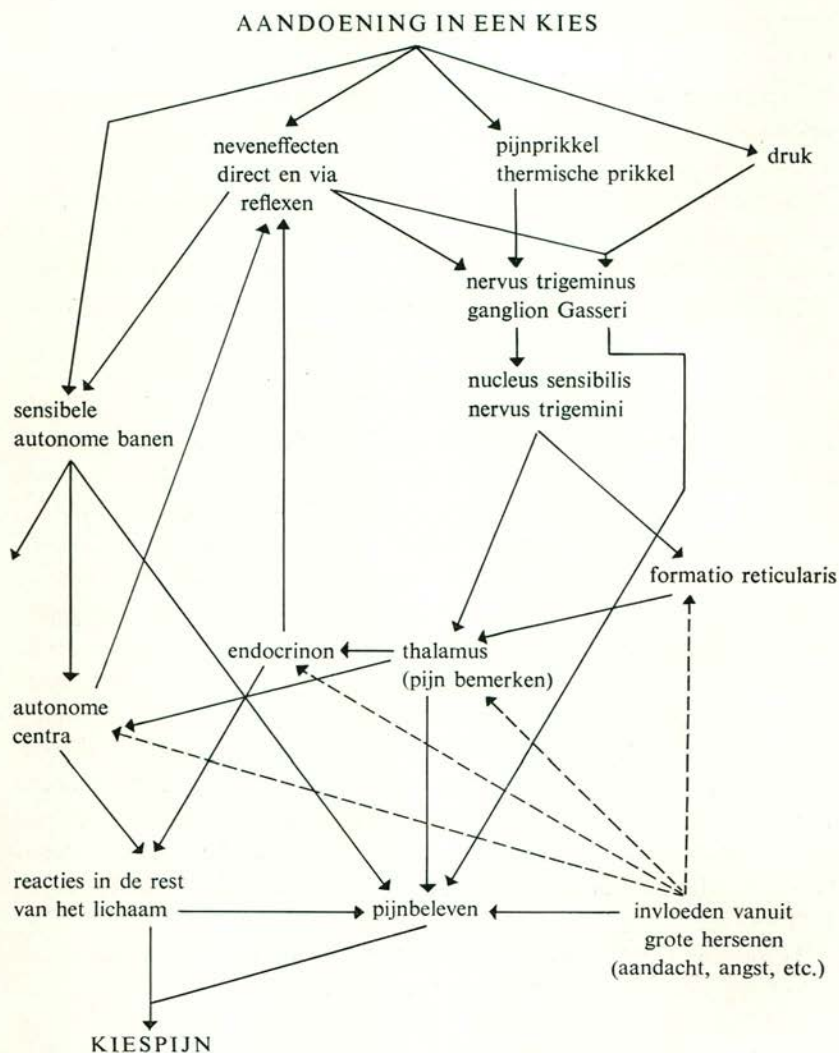 AANDOENING IN EEN KIES
neveneffecten
direct en via
reflexen
pijnprikkel
thermische prikkel
druk
nervus trigeminus
ganglion Gasseri
nucleus sensibilis
nervus trigemini
sensibele
autonome banen
formatio reticularis
endocrinon
thalamus
(pijn bemerken)
autonome
centra
reacties in de rest
van het lichaam
pijnbeleven
invloeden vanuit
grote hersenen
(aandacht, angst, etc.)
KIESPIJN